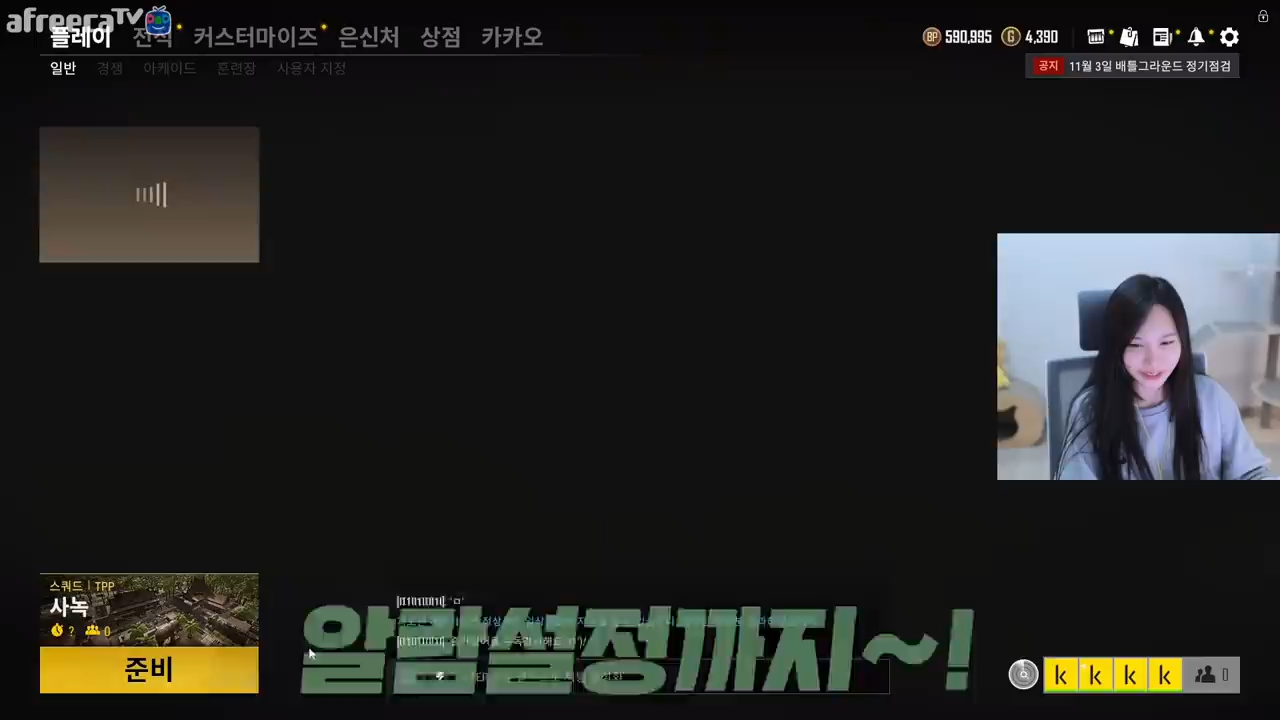 afreecaTV
플레이 전적 커스터마이즈 은신처 상점 카카오
590,995 G 4,390
일반 경쟁 아케이드 훈련장 사용자 지정
공지 11월 3일 배틀그라운드 정기점검
스쿼드 | TPP
사녹
? 0
준비
알림설정까지~!
k k k k 0